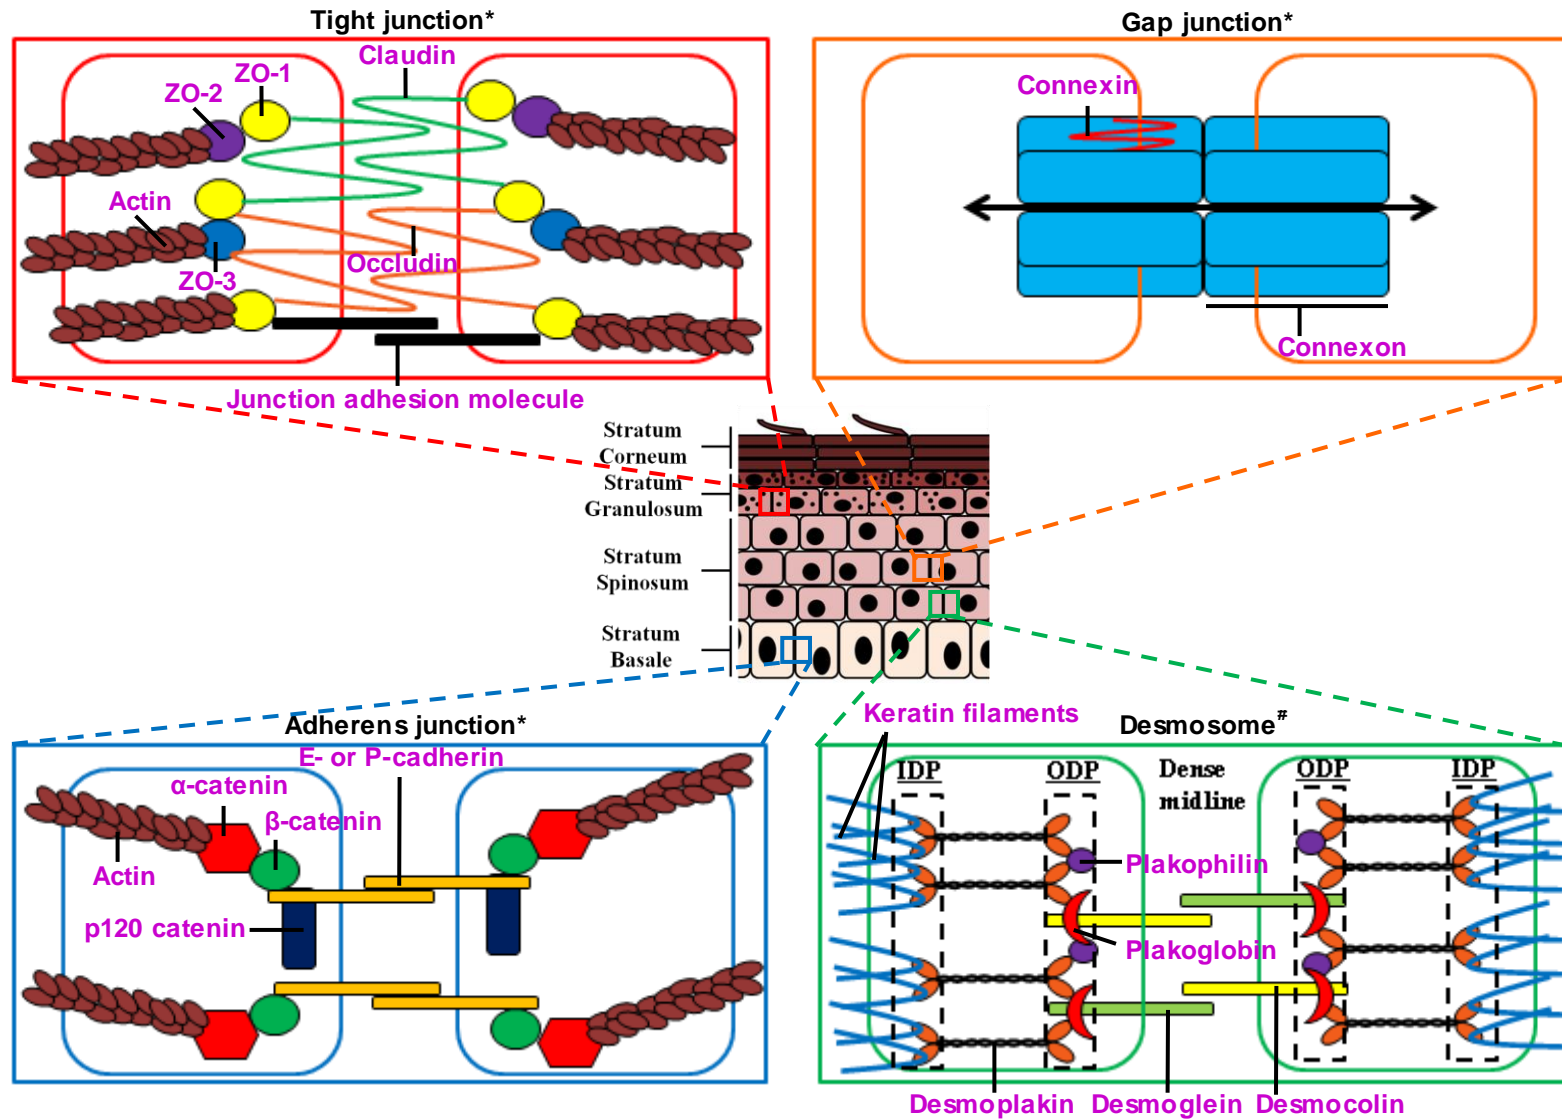 Tight junction*
Gap junction*
Claudin
ZO-1
ZO-2
Actin
ZO-3
Occludin
Junction adhesion molecule
Connexin
Connexon
Stratum
Corneum
Stratum
Granulosum
Stratum
Spinosum
Stratum
Basale
Adherens junction*
E- or P-cadherin
α-catenin
β-catenin
Actin
p120 catenin
Keratin filaments
Desmosome#
IDP
ODP
Dense
midline
ODP
IDP
Plakophilin
Plakoglobin
Desmoplakin
Desmoglein
Desmocolin